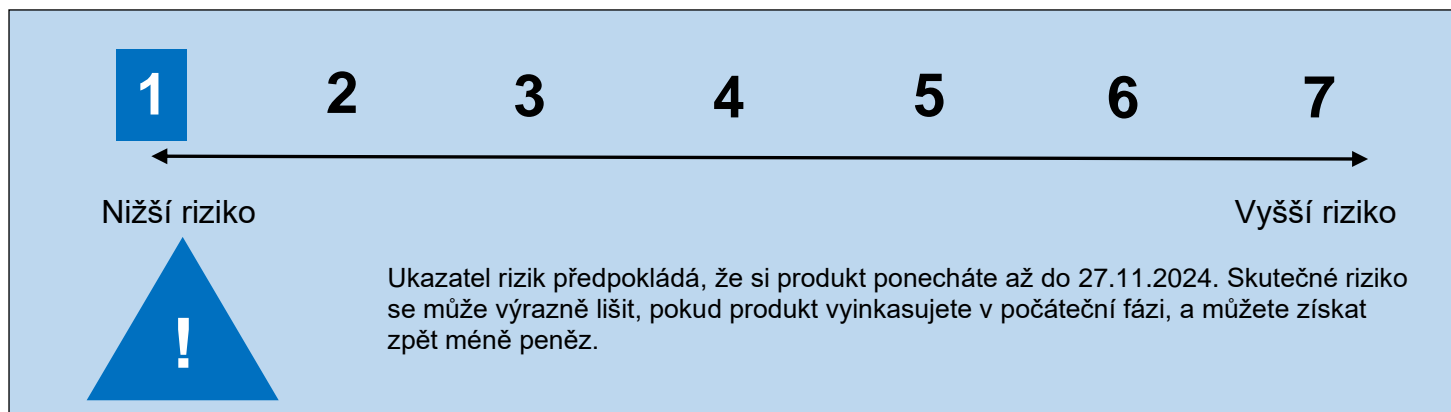 1 2 3 4 5 6 7
Nižší riziko Vyšší riziko
Ukazatel rizik předpokládá, že si produkt ponecháte až do 27.11.2024. Skutečné riziko
se může výrazně lišit, pokud produkt vyinkasujete v počáteční fázi, a můžete získat
zpět méně peněz.
!